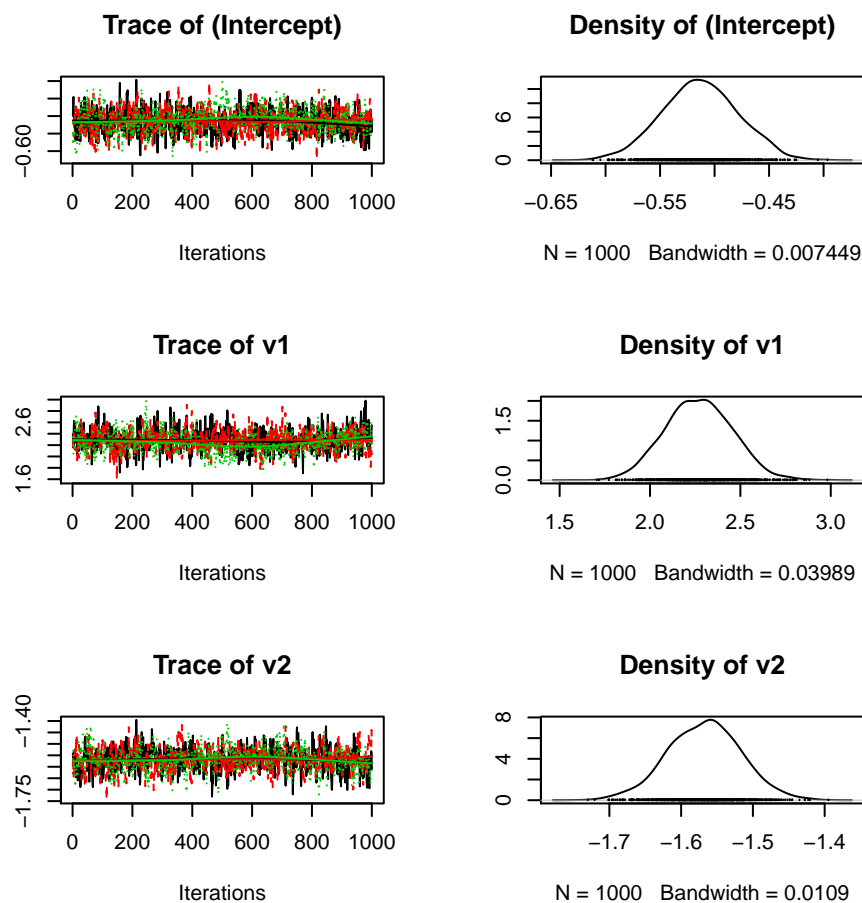 Trace of (Intercept)
−0.60
0 200 400 600 800 1000
Iterations
Density of (Intercept)
0 6
−0.65 −0.55 −0.45
N = 1000 Bandwidth = 0.007449
Trace of v1
1.6 2.6
0 200 400 600 800 1000
Iterations
Density of v1
0.0 1.5
1.5 2.0 2.5 3.0
N = 1000 Bandwidth = 0.03989
Trace of v2
−1.75 −1.40
0 200 400 600 800 1000
Iterations
Density of v2
0 4 8
−1.7 −1.6 −1.5 −1.4
N = 1000 Bandwidth = 0.0109